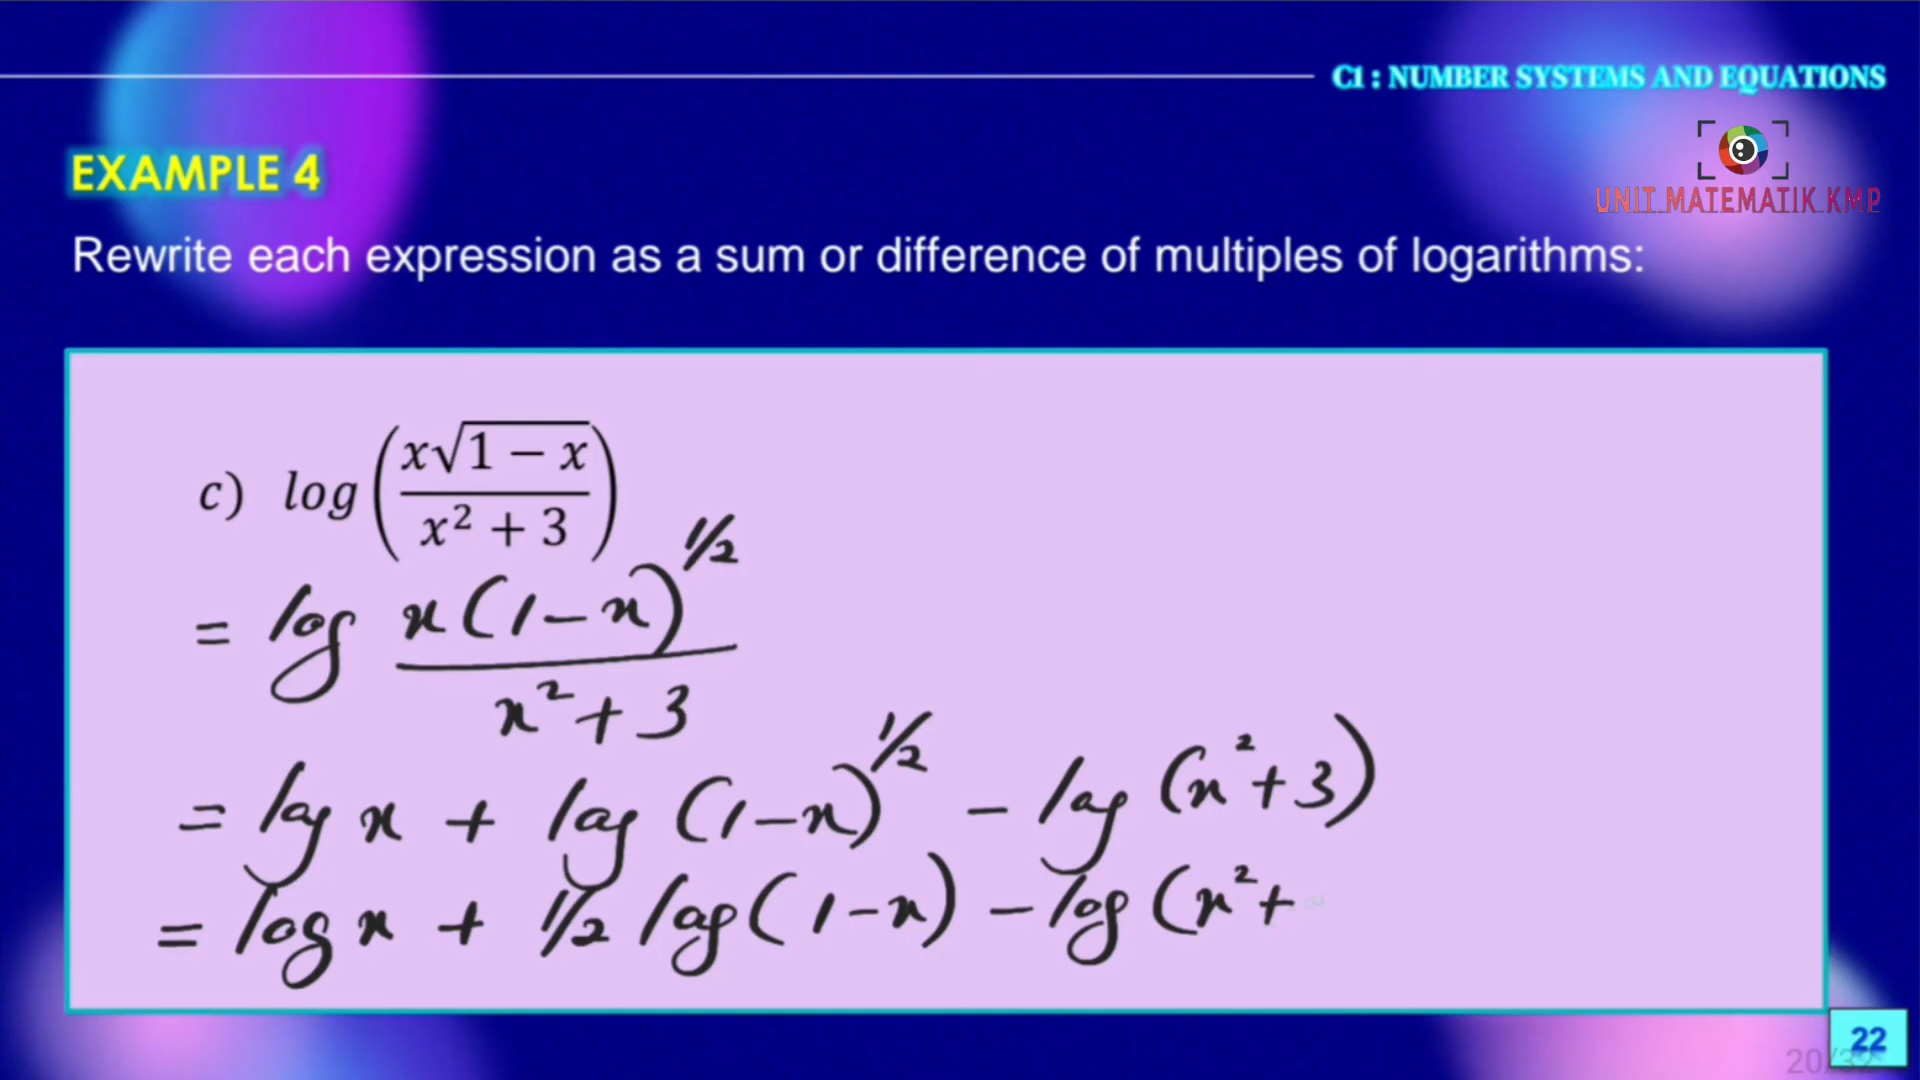 C1 : NUMBER SYSTEMS AND EQUATIONS
UNIT MATEMATIK KMP
EXAMPLE 4
Rewrite each expression as a sum or difference of multiples of logarithms:
c) log(x√(1 − x) / (x² + 3))
= log x(1-x)^1/2 / x²+3
= log x + log (1-x)^1/2 - log (x²+3)
= log x + 1/2 log(1-x) - log (x²+
22
20/32